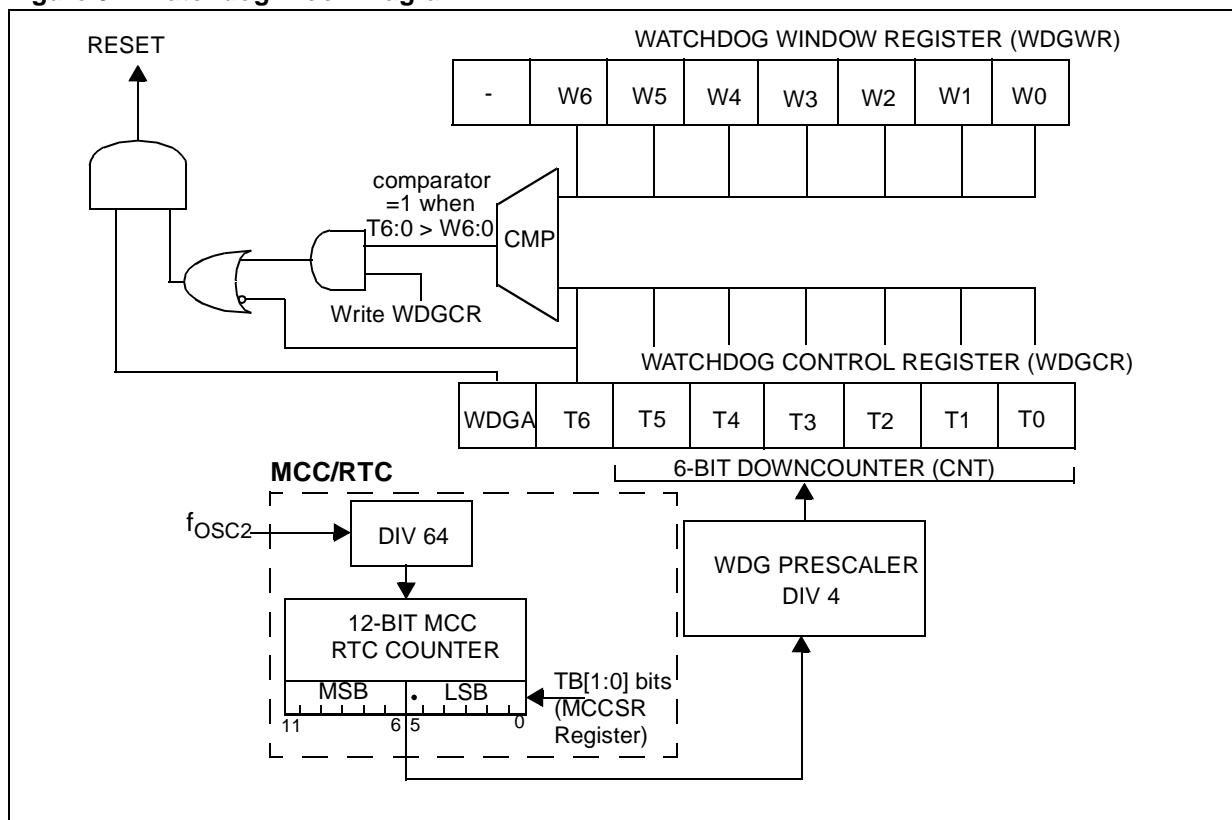 RESET
WATCHDOG WINDOW REGISTER (WDGWR)
- W6 W5 W4 W3 W2 W1 W0
comparator
=1 when
T6:0 > W6:0
CMP
Write WDGCR
WATCHDOG CONTROL REGISTER (WDGCR)
WDGA T6 T5 T4 T3 T2 T1 T0
6-BIT DOWNCOUNTER (CNT)
MCC/RTC
fOSC2
DIV 64
WDG PRESCALER
DIV 4
12-BIT MCC
RTC COUNTER
MSB LSB
11 6 5 0
TB[1:0] bits
(MCCSR
Register)